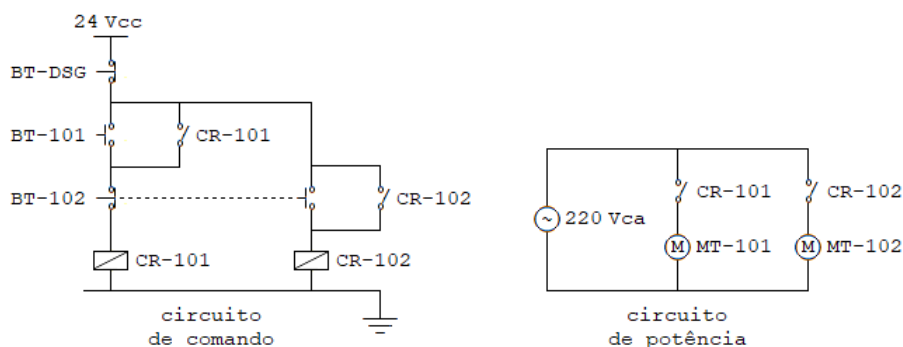 24 Vcc
BT-DSG
BT-101
CR-101
BT-102
CR-102
CR-101
CR-102
circuito
de comando
220 Vca
CR-101
CR-102
M
MT-101
M
MT-102
circuito
de potência